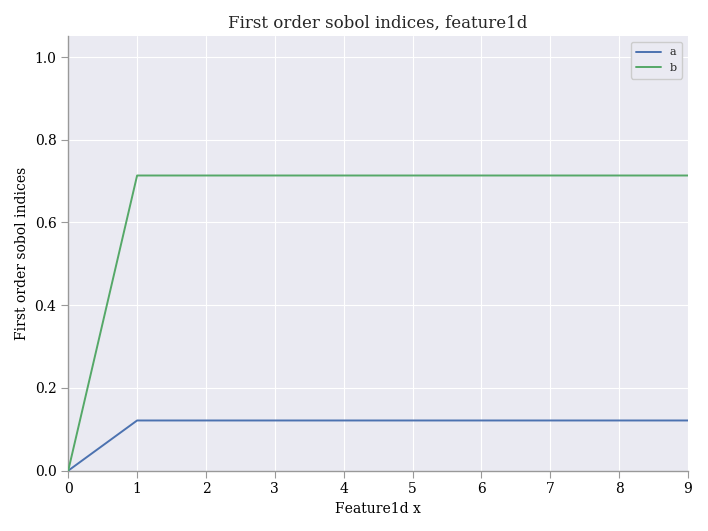 First order sobol indices, feature1d
a
b
First order sobol indices
1.0
0.8
0.6
0.4
0.2
0.0
0 1 2 3 4 5 6 7 8 9
Feature1d x